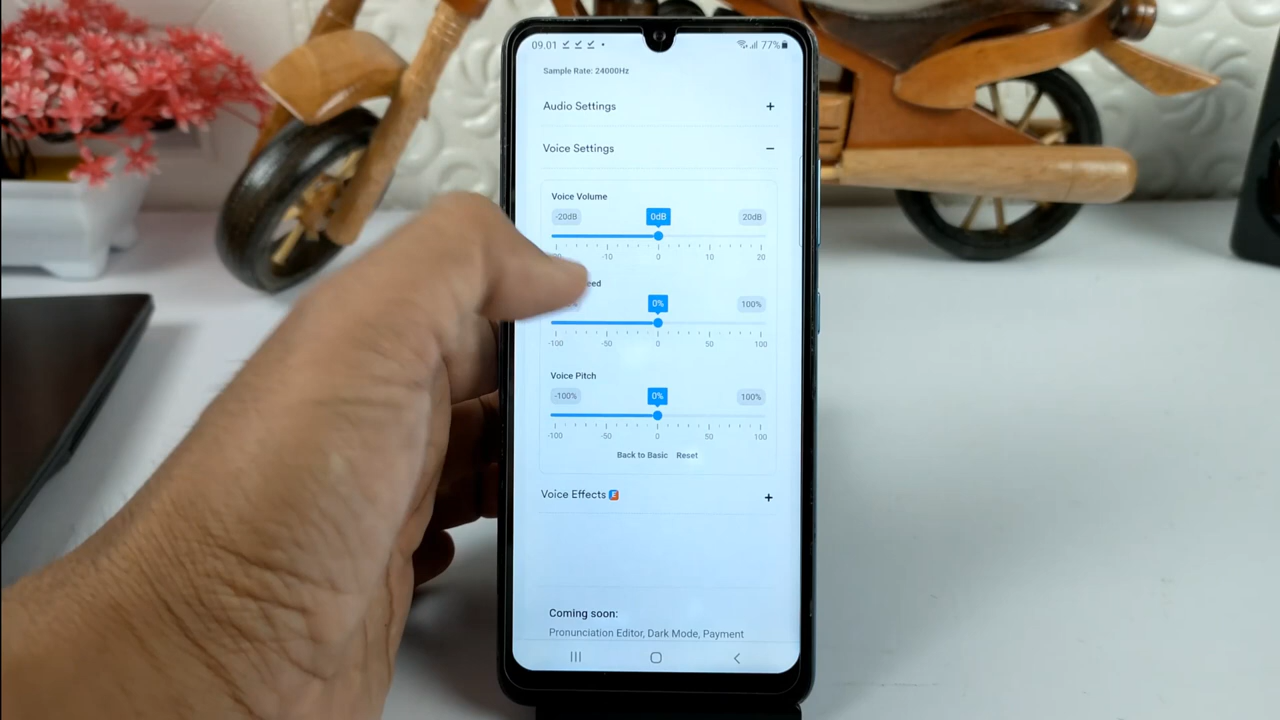 09.01 77%
Sample Rate: 24000Hz
Audio Settings +
Voice Settings −
Voice Volume
-20dB 0dB 20dB
-10 0 10 20
0% 100%
-100 -50 0 50 100
Voice Pitch
-100% 0% 100%
-100 -50 0 50 100
Back to Basic Reset
Voice Effects E +
Coming soon:
Pronunciation Editor, Dark Mode, Payment